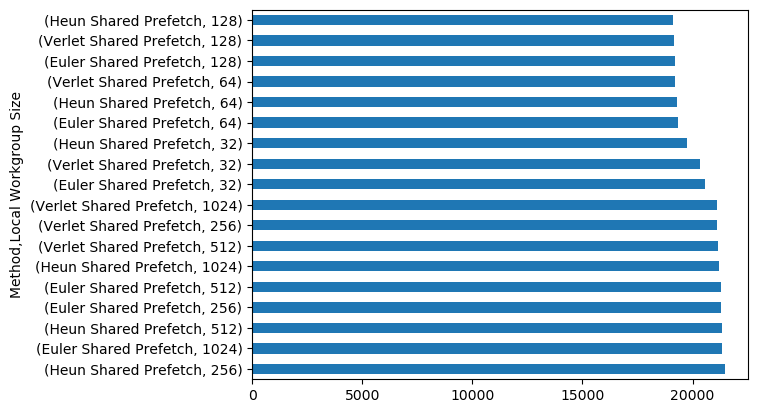 Method,Local Workgroup Size
(Heun Shared Prefetch, 128)
(Verlet Shared Prefetch, 128)
(Euler Shared Prefetch, 128)
(Verlet Shared Prefetch, 64)
(Heun Shared Prefetch, 64)
(Euler Shared Prefetch, 64)
(Heun Shared Prefetch, 32)
(Verlet Shared Prefetch, 32)
(Euler Shared Prefetch, 32)
(Verlet Shared Prefetch, 1024)
(Verlet Shared Prefetch, 256)
(Verlet Shared Prefetch, 512)
(Heun Shared Prefetch, 1024)
(Euler Shared Prefetch, 512)
(Euler Shared Prefetch, 256)
(Heun Shared Prefetch, 512)
(Euler Shared Prefetch, 1024)
(Heun Shared Prefetch, 256)
0 5000 10000 15000 20000